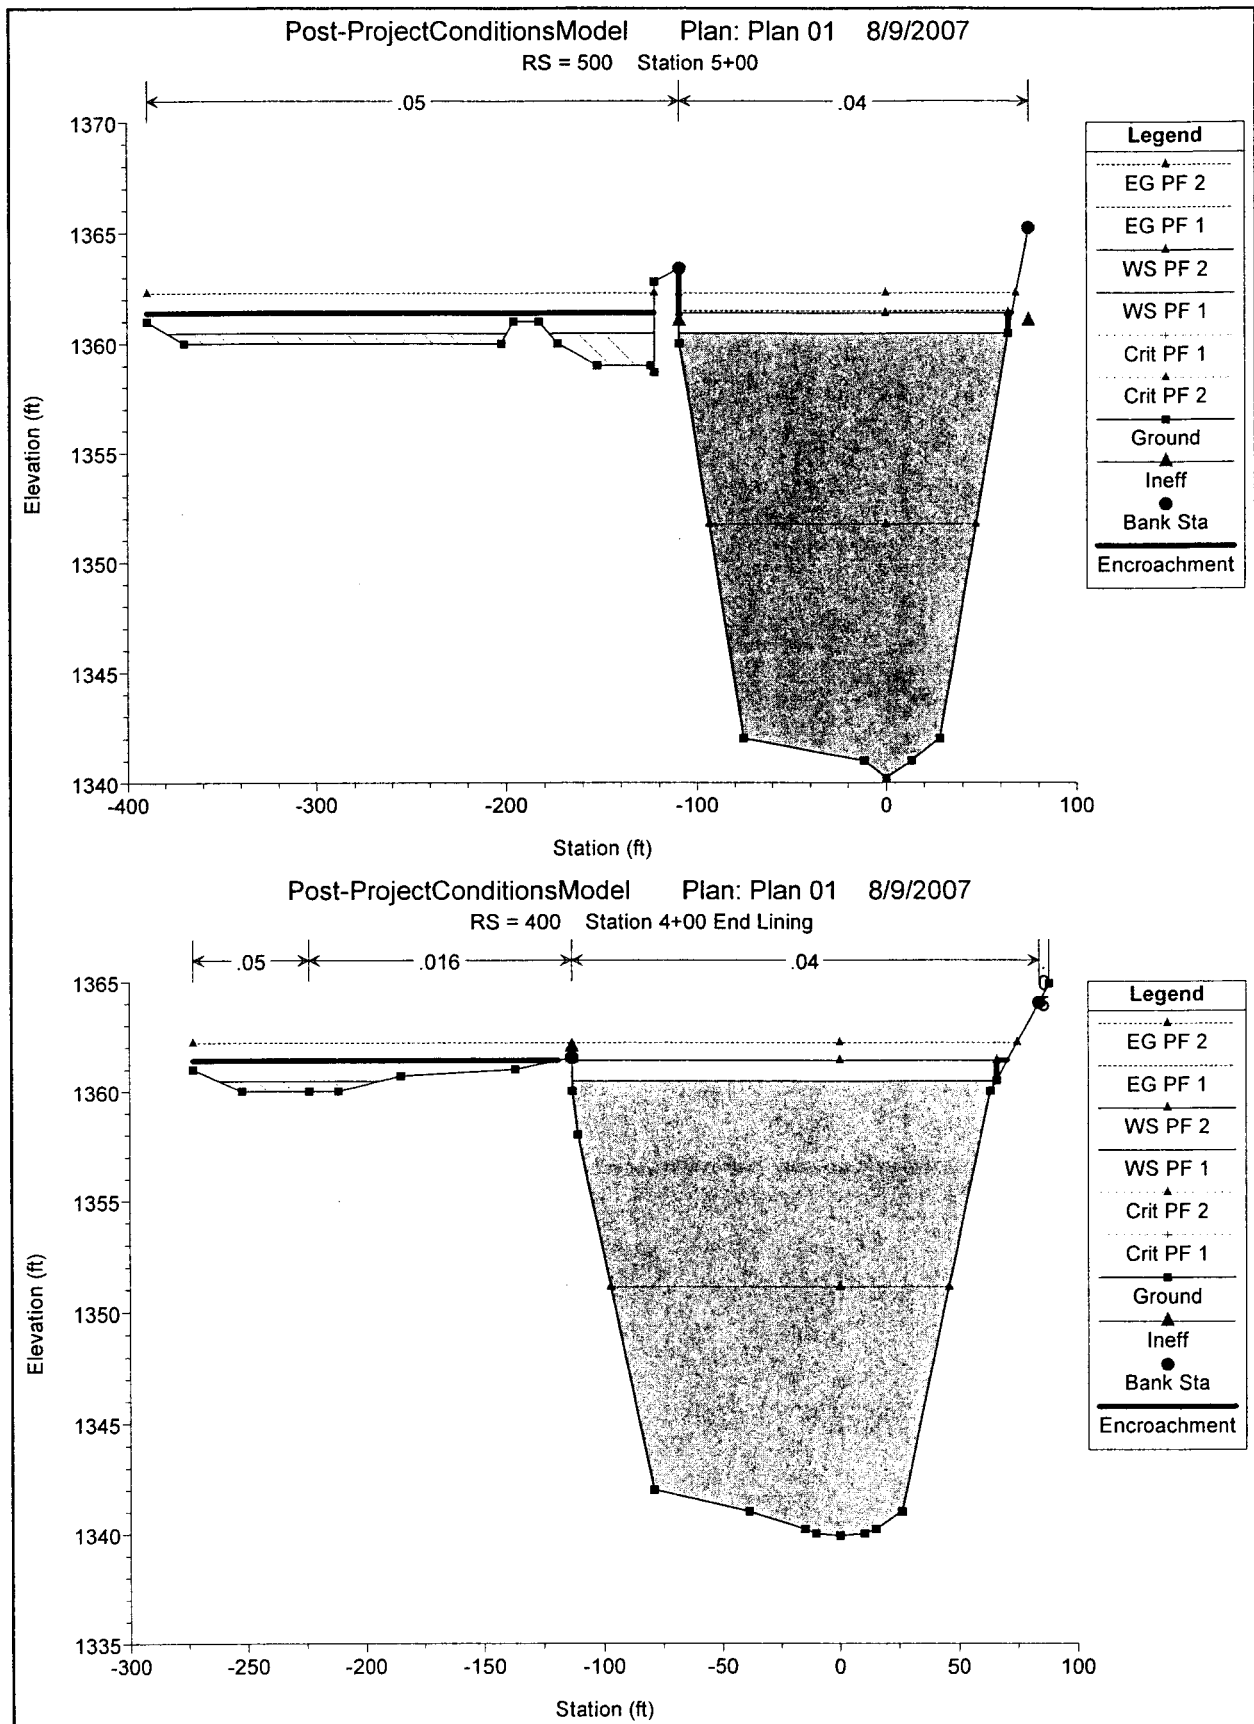 Post-ProjectConditionsModel Plan: Plan 01 8/9/2007
RS = 500 Station 5+00
.05 .04
Legend
EG PF 2
EG PF 1
WS PF 2
WS PF 1
Crit PF 1
Crit PF 2
Ground
Ineff
Bank Sta
Encroachment
1370
1365
1360
1355
1350
1345
1340
Elevation (ft)
-400 -300 -200 -100 0 100
Station (ft)
Post-ProjectConditionsModel Plan: Plan 01 8/9/2007
RS = 400 Station 4+00 End Lining
.05 .016 .04
Legend
EG PF 2
EG PF 1
WS PF 2
WS PF 1
Crit PF 2
Crit PF 1
Ground
Ineff
Bank Sta
Encroachment
1365
1360
1355
1350
1345
1340
1335
Elevation (ft)
-300 -250 -200 -150 -100 -50 0 50 100
Station (ft)